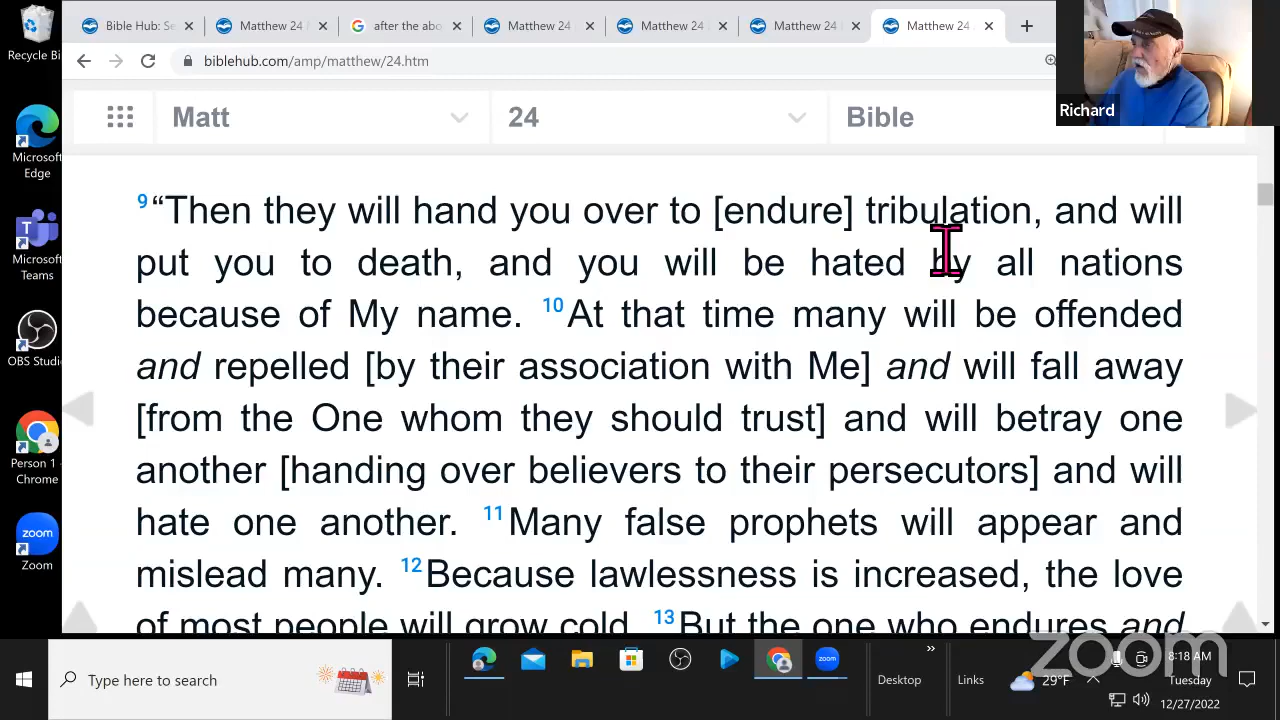 Recycle Bi
Microsoft
Edge
Microsoft
Teams
OBS Studi
Person 1 -
Chrome
zoom
Zoom
Bible Hub: Se
Matthew 24
G after the abo
Matthew 24
Matthew 24
Matthew 24
Matthew 24
biblehub.com/amp/matthew/24.htm
Richard
Matt 24 Bible
9 “Then they will hand you over to [endure] tribulation, and will
put you to death, and you will be hated by all nations
because of My name. 10 At that time many will be offended
and repelled [by their association with Me] and will fall away
[from the One whom they should trust] and will betray one
another [handing over believers to their persecutors] and will
hate one another. 11 Many false prophets will appear and
mislead many. 12 Because lawlessness is increased, the love
of most people will grow cold. 13 But the one who endures and
zoom
Type here to search
zoom
Desktop
Links
29°F
8:18 AM
Tuesday
12/27/2022